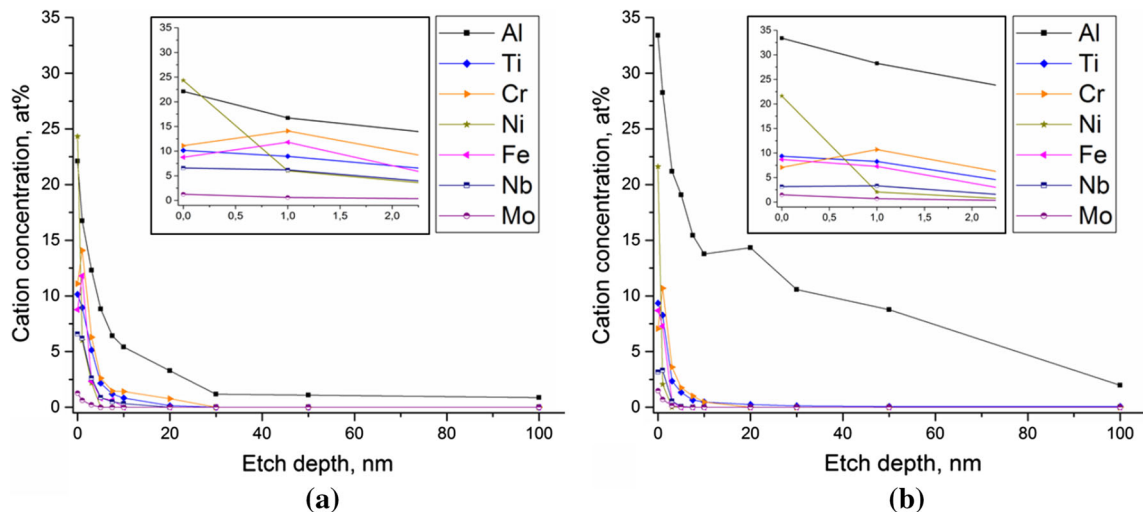 35
30
25
20
15
10
5
0
Cation concentration, at%
0 20 40 60 80 100
Etch depth, nm
35
30
25
20
15
10
5
0
0,0 0,5 1,0 1,5 2,0
Al
Ti
Cr
Ni
Fe
Nb
Mo
(a)
35
30
25
20
15
10
5
0
Cation concentration, at%
0 20 40 60 80 100
Etch depth, nm
35
30
25
20
15
10
5
0
0,0 0,5 1,0 1,5 2,0
Al
Ti
Cr
Ni
Fe
Nb
Mo
(b)